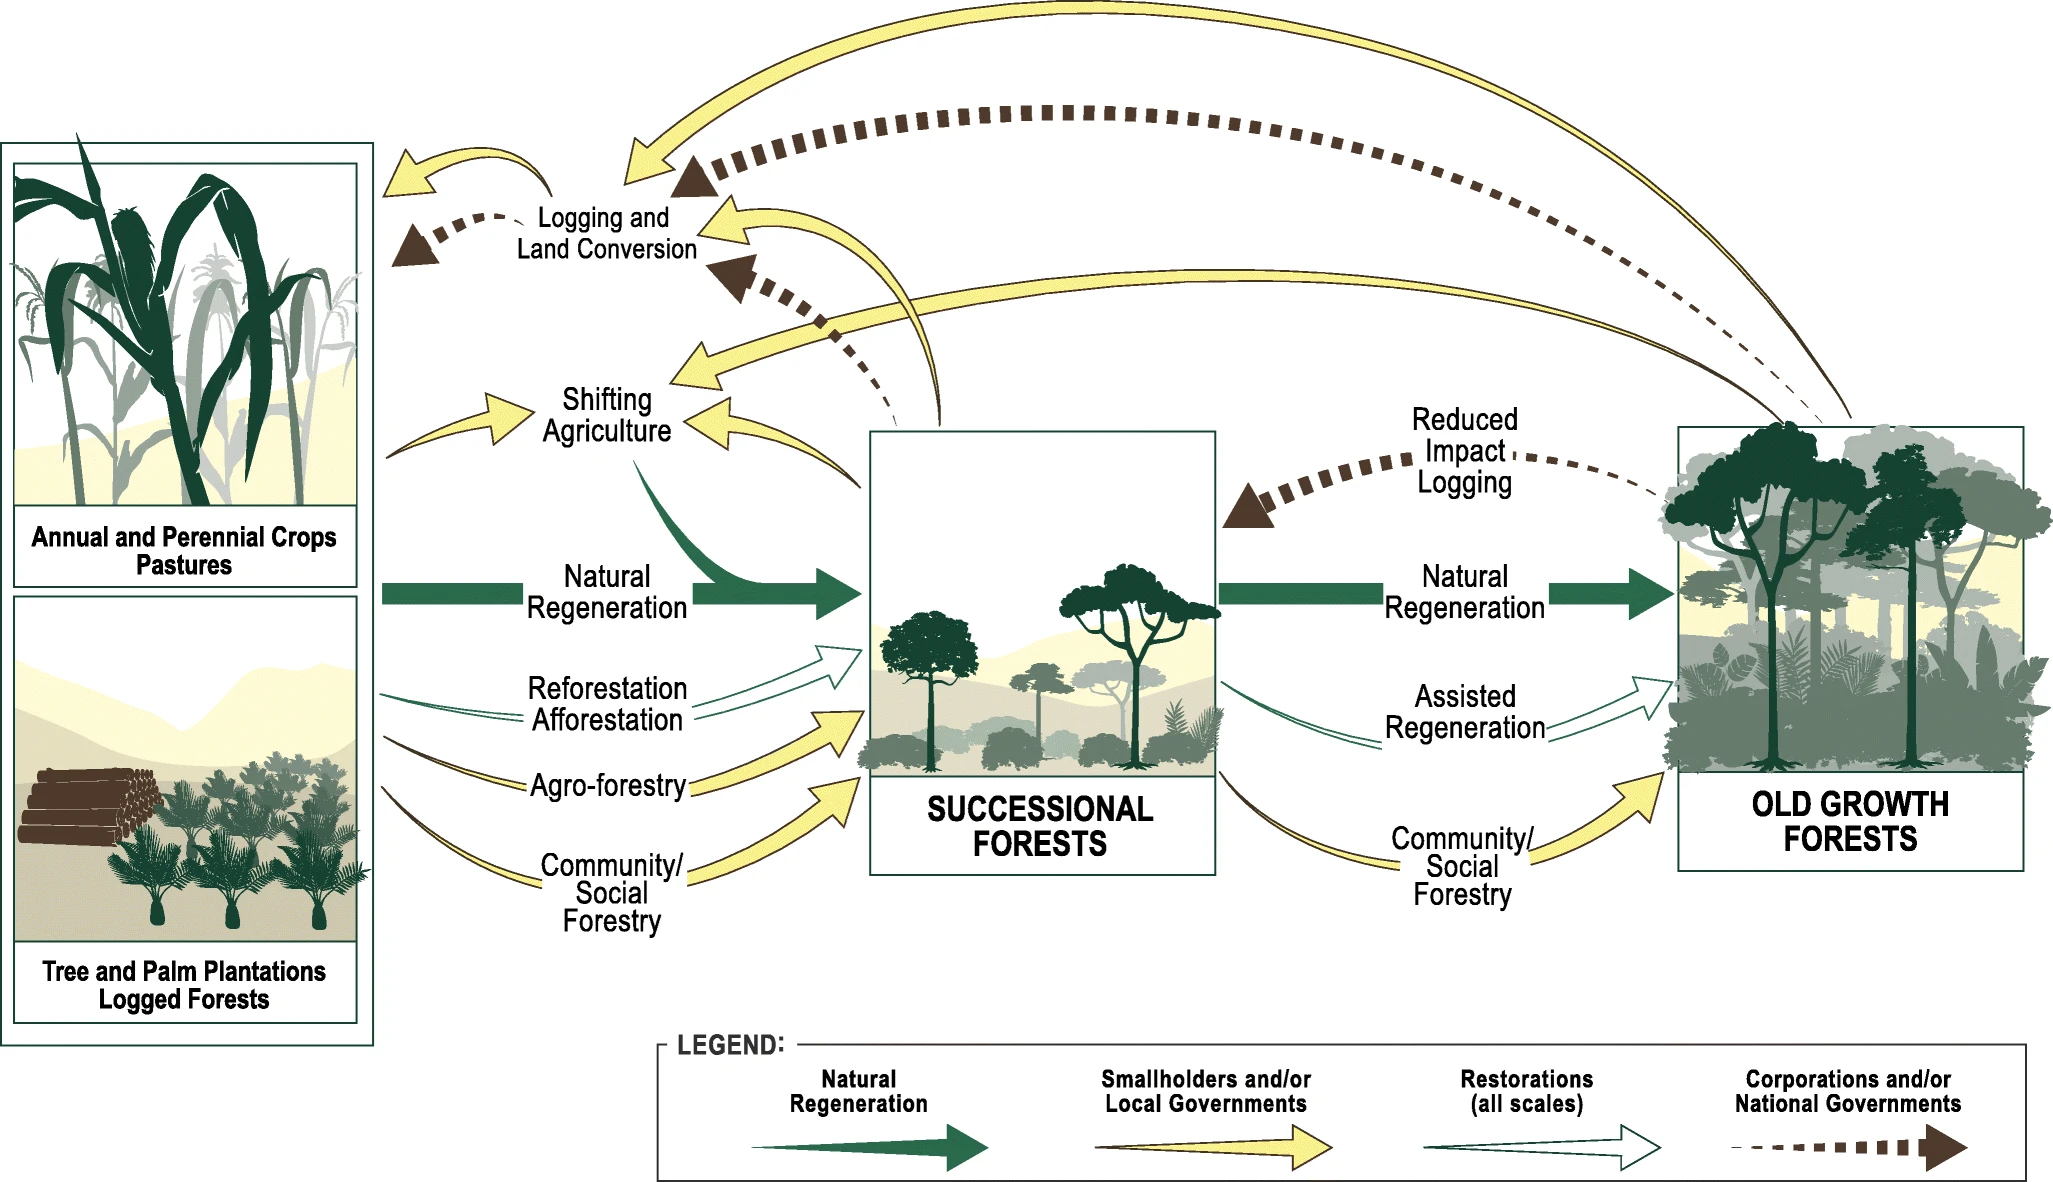 Logging and
Land Conversion
Shifting
Agriculture
Reduced
Impact
Logging
Annual and Perennial Crops
Pastures
Natural
Regeneration
Natural
Regeneration
Reforestation
Afforestation
Assisted
Regeneration
Agro-forestry
SUCCESSIONAL
FORESTS
OLD GROWTH
FORESTS
Community/
Social
Forestry
Community/
Social
Forestry
Tree and Palm Plantations
Logged Forests
LEGEND:
Natural
Regeneration
Smallholders and/or
Local Governments
Restorations
(all scales)
Corporations and/or
National Governments